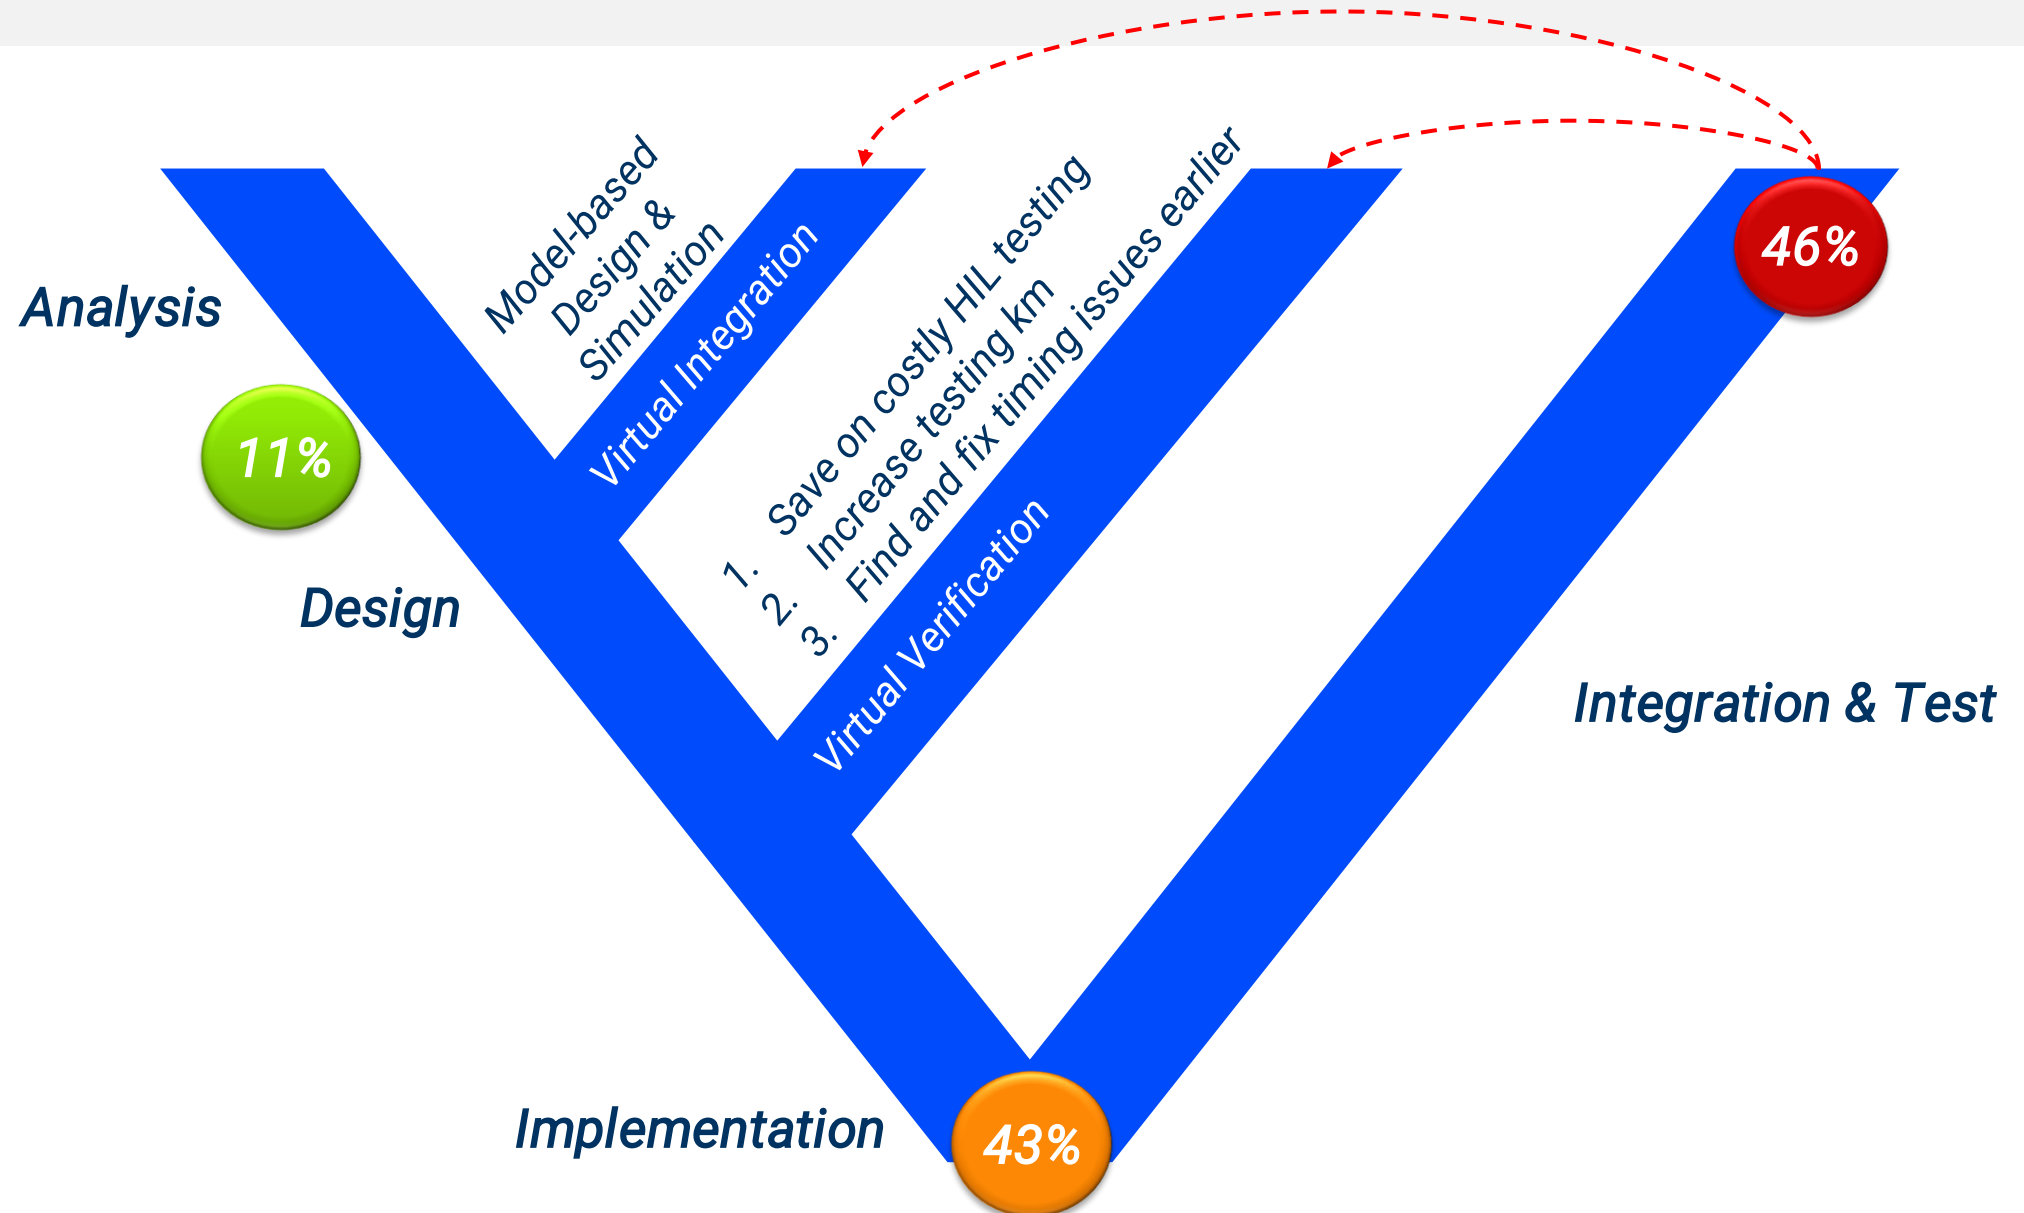 Analysis
11%
Design
Model-based
Design &
Simulation
Virtual Integration
1. Save on costly HIL testing
2. Increase testing km
3. Find and fix timing issues earlier
Virtual Verification
46%
Integration & Test
Implementation
43%